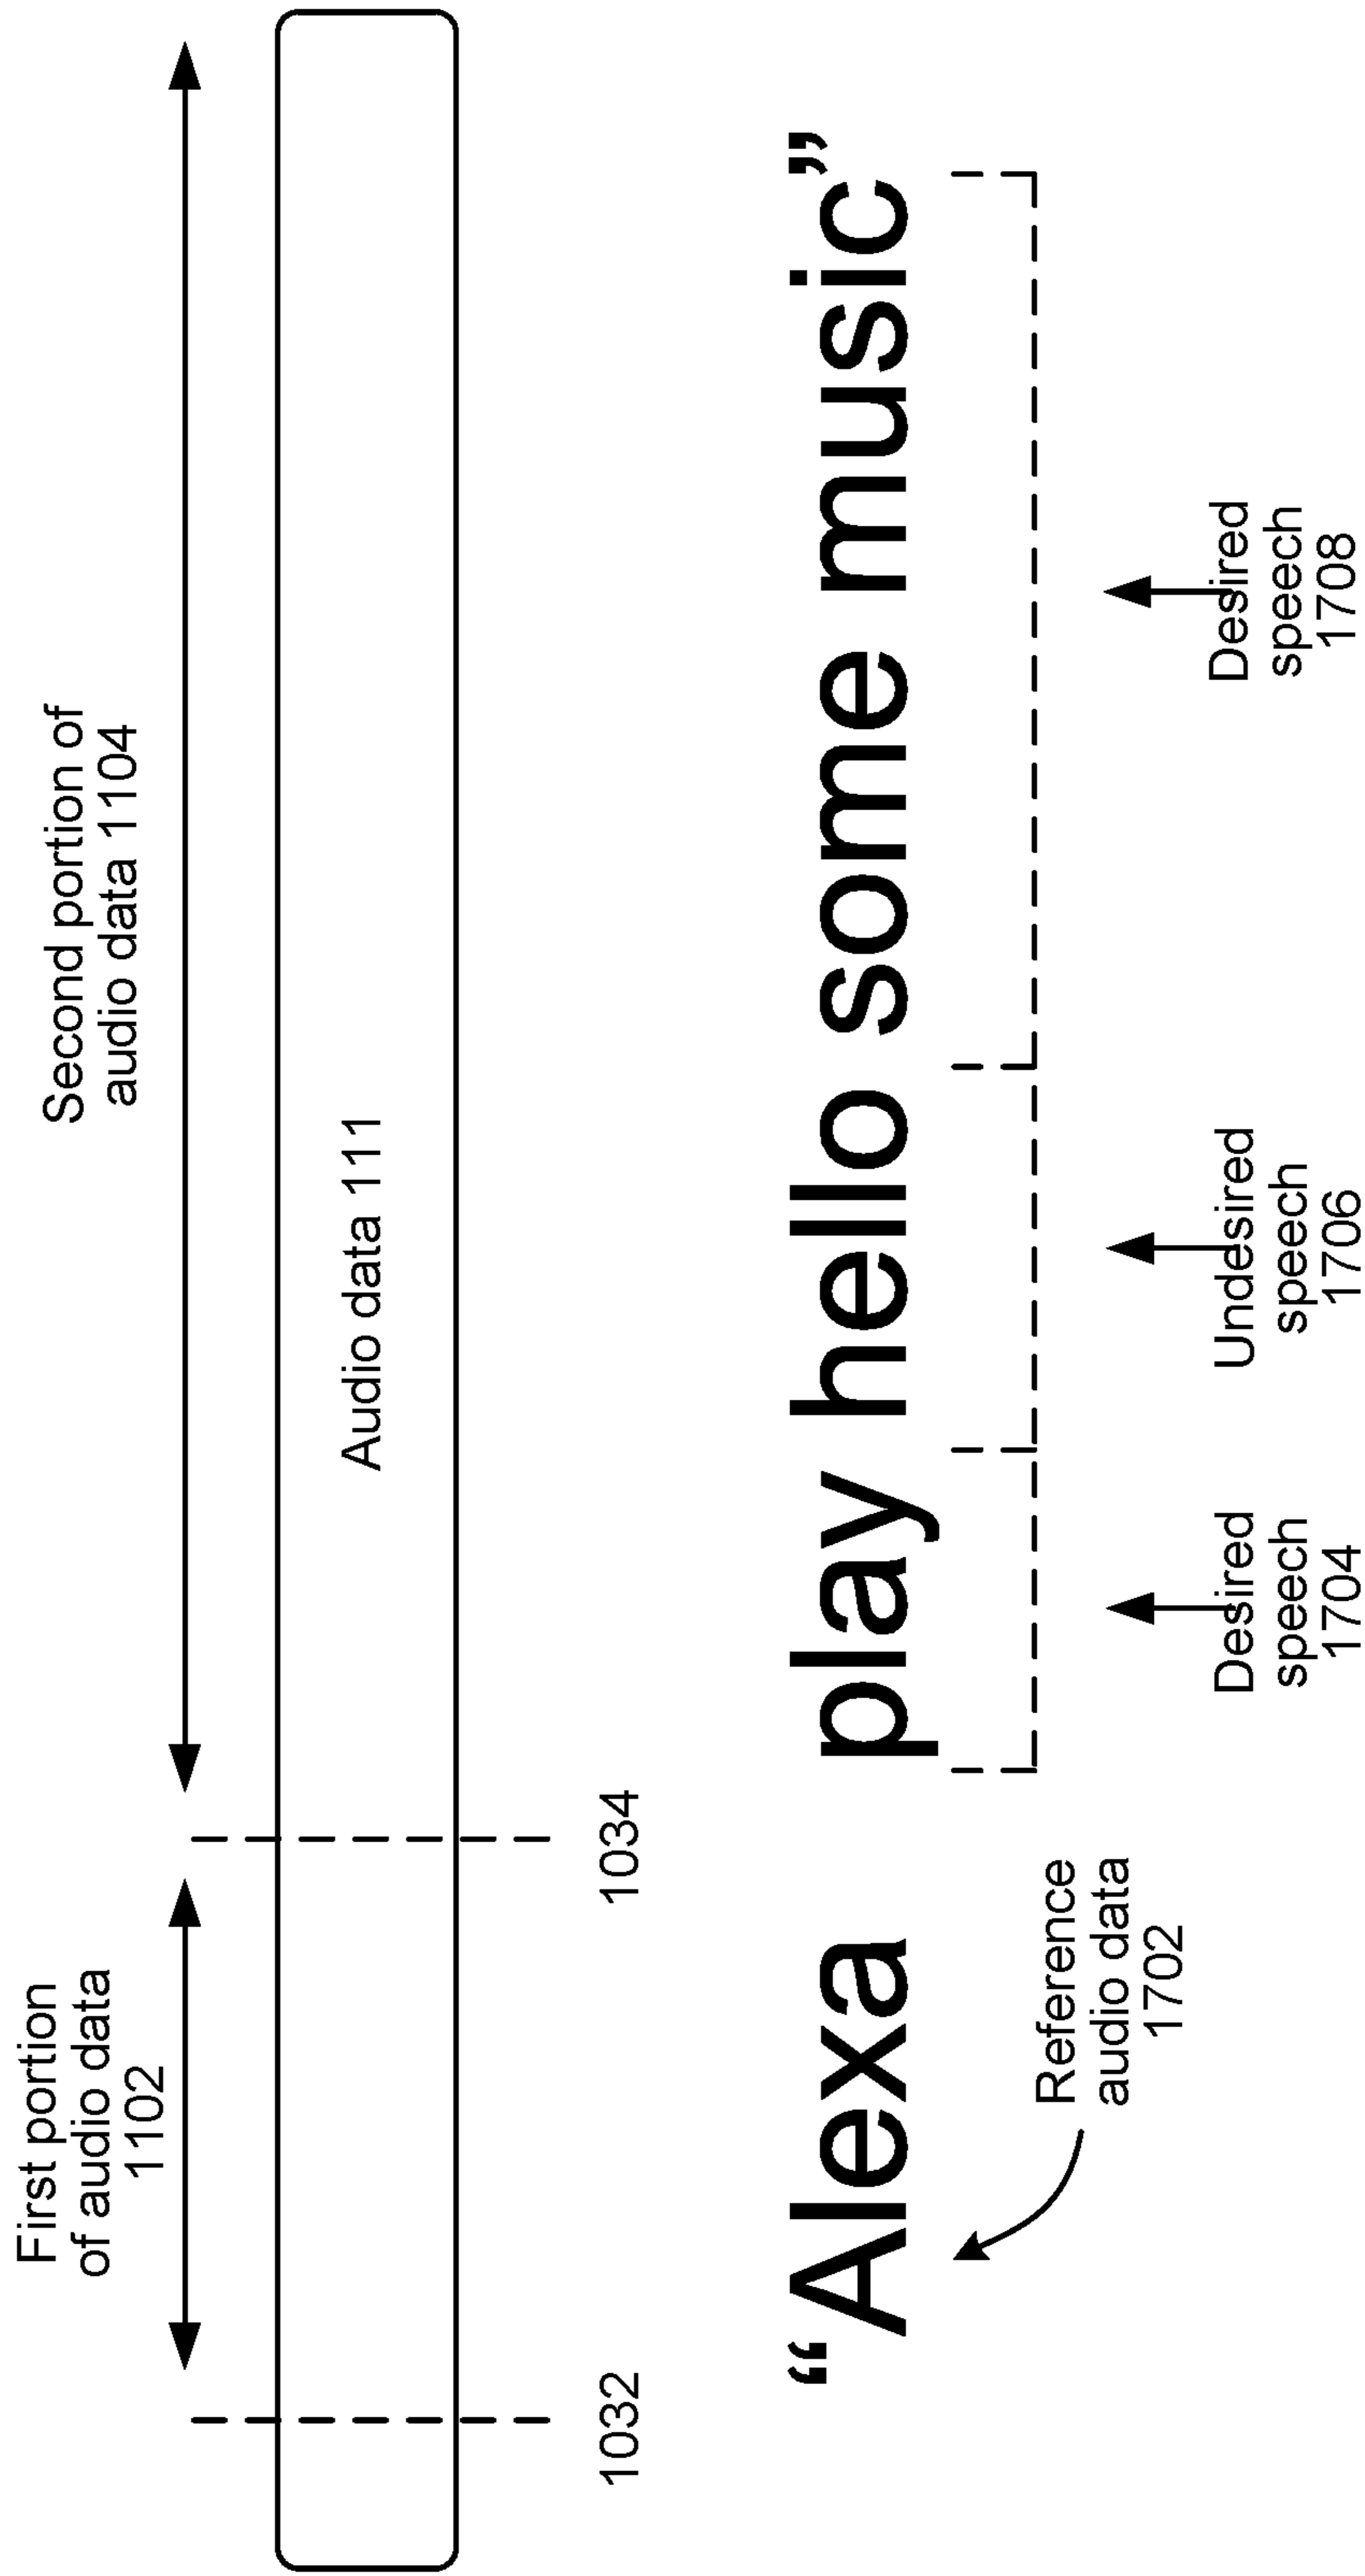 First portion
of audio data
1102
Second portion of
audio data 1104
Audio data 111
1032
1034
“Alexa play hello some music”
Reference
audio data
1702
Desired
speech
1704
Undesired
speech
1706
Desired
speech
1708